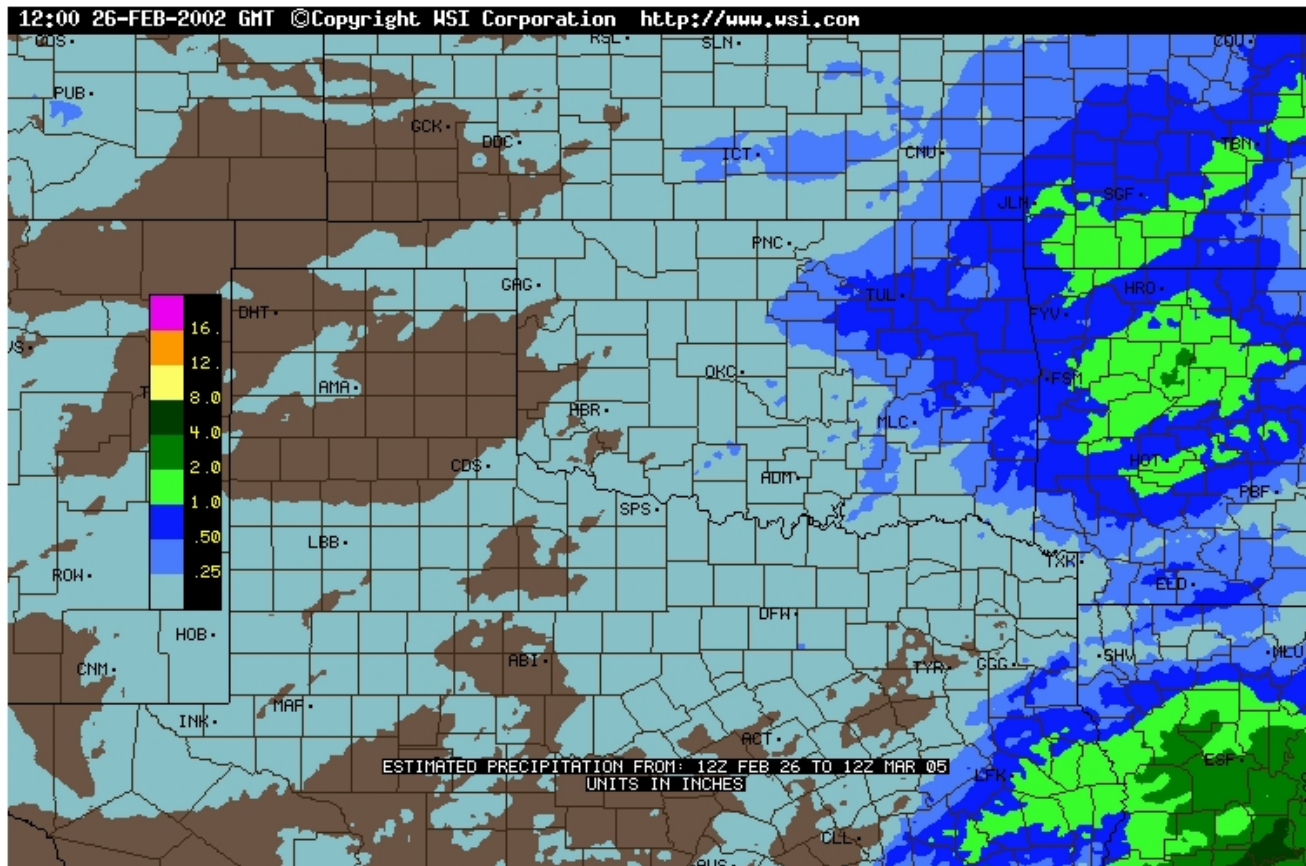 12:00 26-FEB-2002 GMT ©Copyright WSI Corporation http://www.wsi.com
COS RSL SLN COU
PUB
GCK DDC ICT CNU TBN
JLN SGF
PNC
GAG TUL HRO
DHT FYV
16.
12.
8.0
4.0
2.0
1.0
.50
.25
AMA OKC FSM
HBR MLC
CDS ADM HOT PBF
SPS
LBB TXK
ROW ELD
DFW
HOB SHV MLU
CNM ABI TYR GGG
INK MAF
ACT ESF
ESTIMATED PRECIPITATION FROM: 12Z FEB 26 TO 12Z MAR 05
UNITS IN INCHES
LFK
CLL